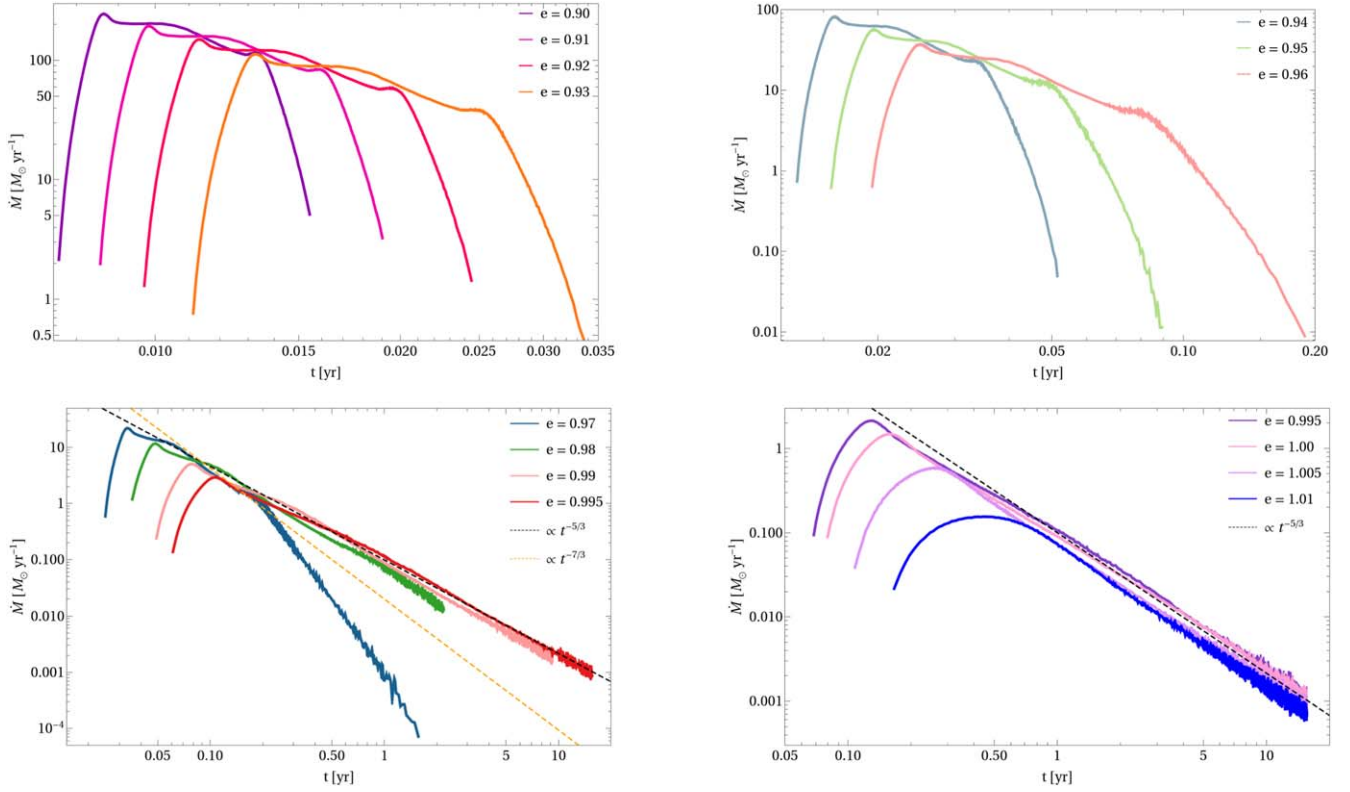 100
50
10
5
1
0.5
Ṁ [M⊙ yr⁻¹]
e = 0.90
e = 0.91
e = 0.92
e = 0.93
0.010 0.015 0.020 0.025 0.030 0.035
t [yr]
100
10
1
0.10
0.01
Ṁ [M⊙ yr⁻¹]
e = 0.94
e = 0.95
e = 0.96
0.02 0.05 0.10 0.20
t [yr]
10
1
0.100
0.010
0.001
10⁻⁴
Ṁ [M⊙ yr⁻¹]
e = 0.97
e = 0.98
e = 0.99
e = 0.995
∝ t⁻⁵/³
∝ t⁻⁷/³
0.05 0.10 0.50 1 5 10
t [yr]
1
0.100
0.010
0.001
Ṁ [M⊙ yr⁻¹]
e = 0.995
e = 1.00
e = 1.005
e = 1.01
∝ t⁻⁵/³
0.05 0.10 0.50 1 5 10
t [yr]